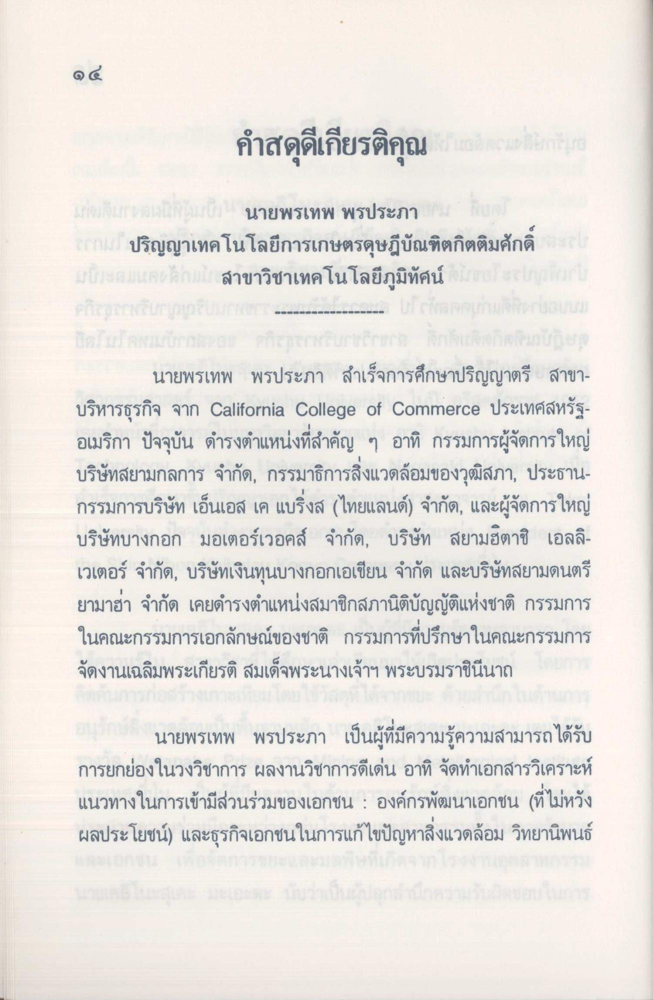 ๑๔
คำสดุดีเกียรติคุณ
นายพรเทพ พรประภา
ปริญญาเทคโนโลยีการเกษตรดุษฎีบัณฑิตกิตติมศักดิ์
สาขาวิชาเทคโนโลยีภูมิทัศน์
------------------
นายพรเทพ พรประภา สำเร็จการศึกษาปริญญาตรี สาขา-
บริหารธุรกิจ จาก California College of Commerce ประเทศสหรัฐ-
อเมริกา ปัจจุบัน ดำรงตำแหน่งที่สำคัญ ๆ อาทิ กรรมการผู้จัดการใหญ่
บริษัทสยามกลการ จำกัด, กรรมาธิการสิ่งแวดล้อมของวุฒิสภา, ประธาน-
กรรมการบริษัท เอ็นเอส เค แบริ่งส (ไทยแลนด์) จำกัด, และผู้จัดการใหญ่
บริษัทบางกอก มอเตอร์เวอคส์ จำกัด, บริษัท สยามฮิตาชิ เอลลิ-
เวเตอร์ จำกัด, บริษัทเงินทุนบางกอกเอเชียน จำกัด และบริษัทสยามดนตรี
ยามาฮ่า จำกัด เคยดำรงตำแหน่งสมาชิกสภานิติบัญญัติแห่งชาติ กรรมการ
ในคณะกรรมการเอกลักษณ์ของชาติ กรรมการที่ปรึกษาในคณะกรรมการ
จัดงานเฉลิมพระเกียรติ สมเด็จพระนางเจ้าฯ พระบรมราชินีนาถ
นายพรเทพ พรประภา เป็นผู้ที่มีความรู้ความสามารถได้รับ
การยกย่องในวงวิชาการ ผลงานวิชาการดีเด่น อาทิ จัดทำเอกสารวิเคราะห์
แนวทางในการเข้ามีส่วนร่วมของเอกชน : องค์กรพัฒนาเอกชน (ที่ไม่หวัง
ผลประโยชน์) และธุรกิจเอกชนในการแก้ไขปัญหาสิ่งแวดล้อม วิทยานิพนธ์